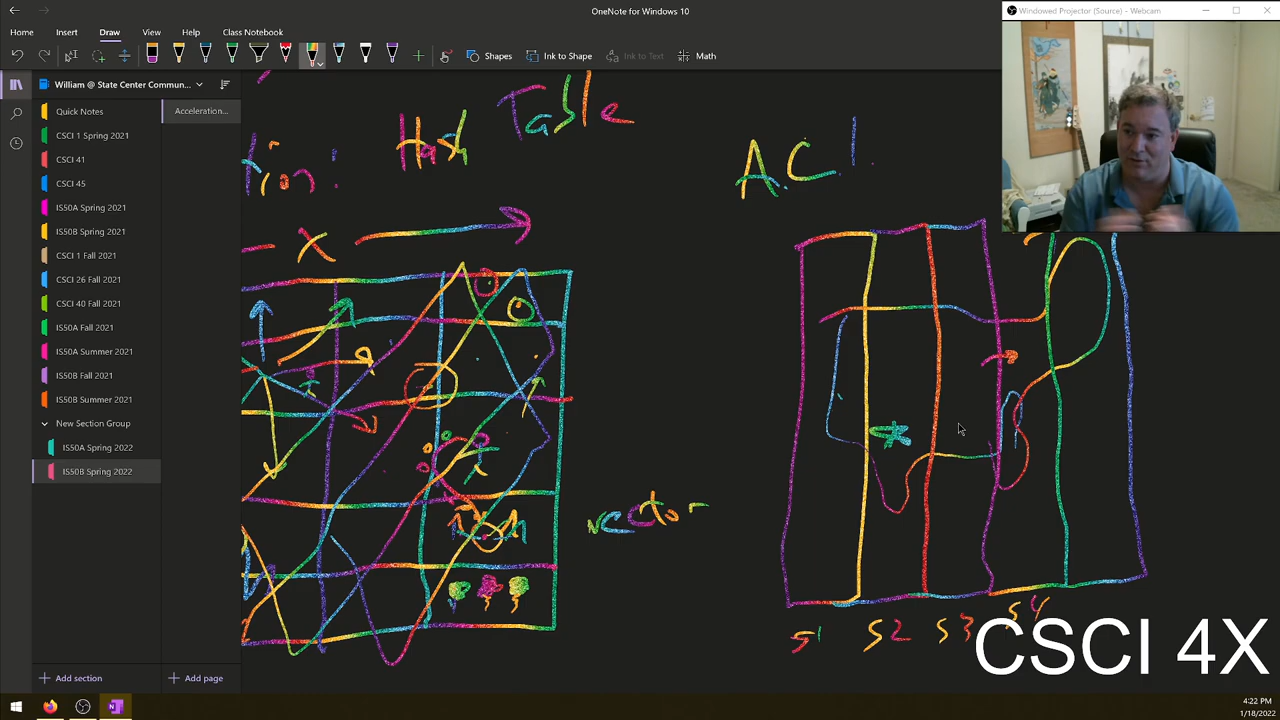 OneNote for Windows 10
Windowed Projector (Source) - Webcam
Home
Insert
Draw
View
Help
Class Notebook
Shapes
Ink to Shape
Ink to Text
Math
William @ State Center Commun...
Quick Notes
CSCI 1 Spring 2021
CSCI 41
CSCI 45
IS50A Spring 2021
IS50B Spring 2021
CSCI 1 Fall 2021
CSCI 26 Fall 2021
CSCI 40 Fall 2021
IS50A Fall 2021
IS50A Summer 2021
IS50B Fall 2021
IS50B Summer 2021
New Section Group
IS50A Spring 2022
IS50B Spring 2022
Add section
Acceleration...
Add page
Hash Table
tion:
X
vector
A.C.
S1 S2 S3 S4
CSCI 4X
4:22 PM
1/18/2022